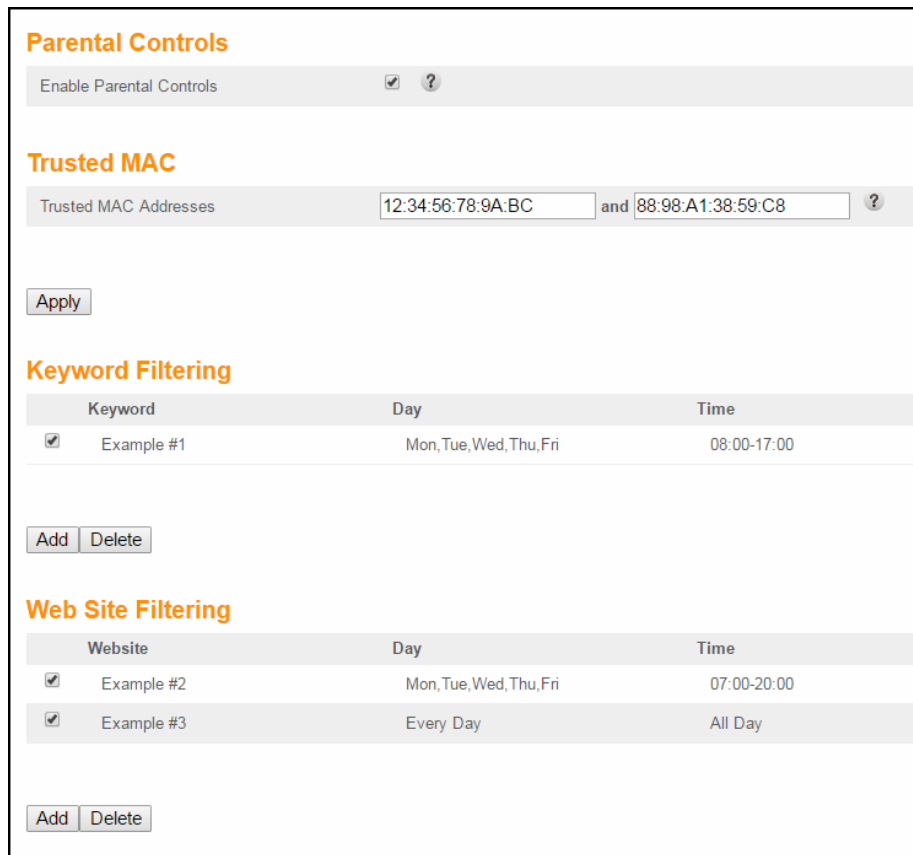 Parental Controls
Enable Parental Controls ?
Trusted MAC
Trusted MAC Addresses 12:34:56:78:9A:BC and 88:98:A1:38:59:C8 ?
Apply
Keyword Filtering
Keyword Day Time
Example #1 Mon,Tue,Wed,Thu,Fri 08:00-17:00
Add Delete
Web Site Filtering
Website Day Time
Example #2 Mon,Tue,Wed,Thu,Fri 07:00-20:00
Example #3 Every Day All Day
Add Delete